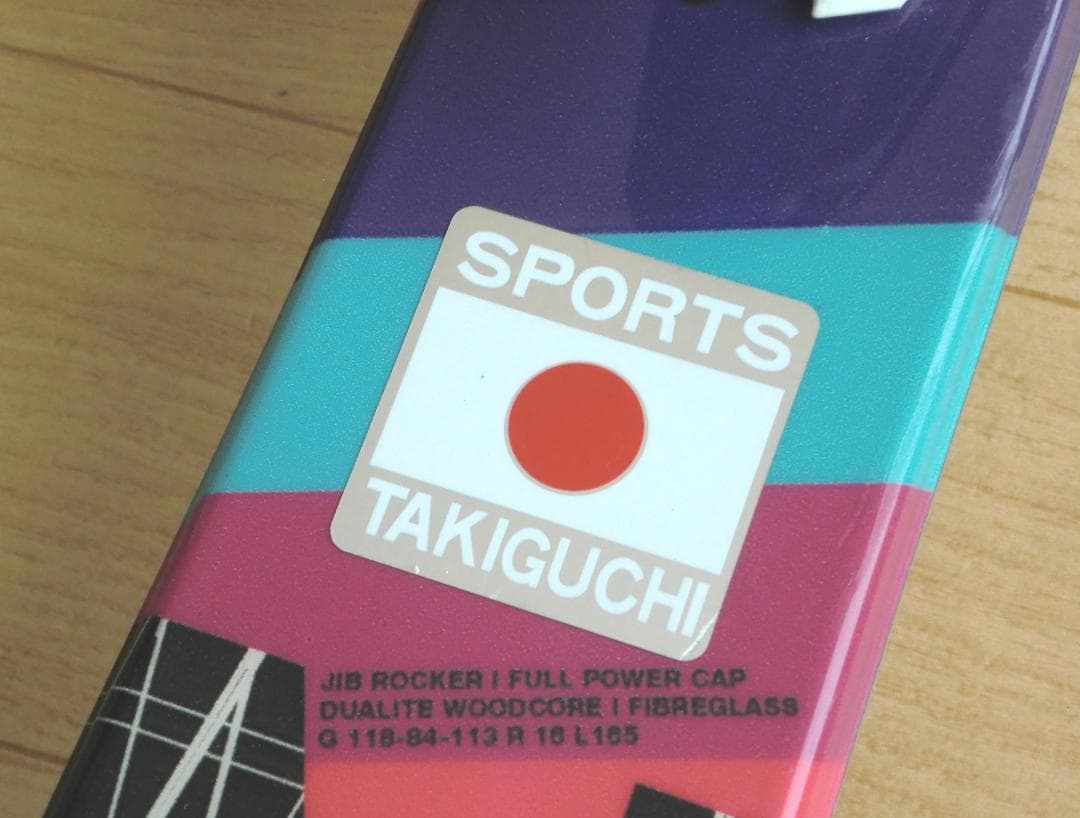 SPORTS
TAKIGUCHI
JIB ROCKER I FULL POWER CAP
DUALITE WOODCORE I FIBREGLASS
G 118-84-113 R 16 L165